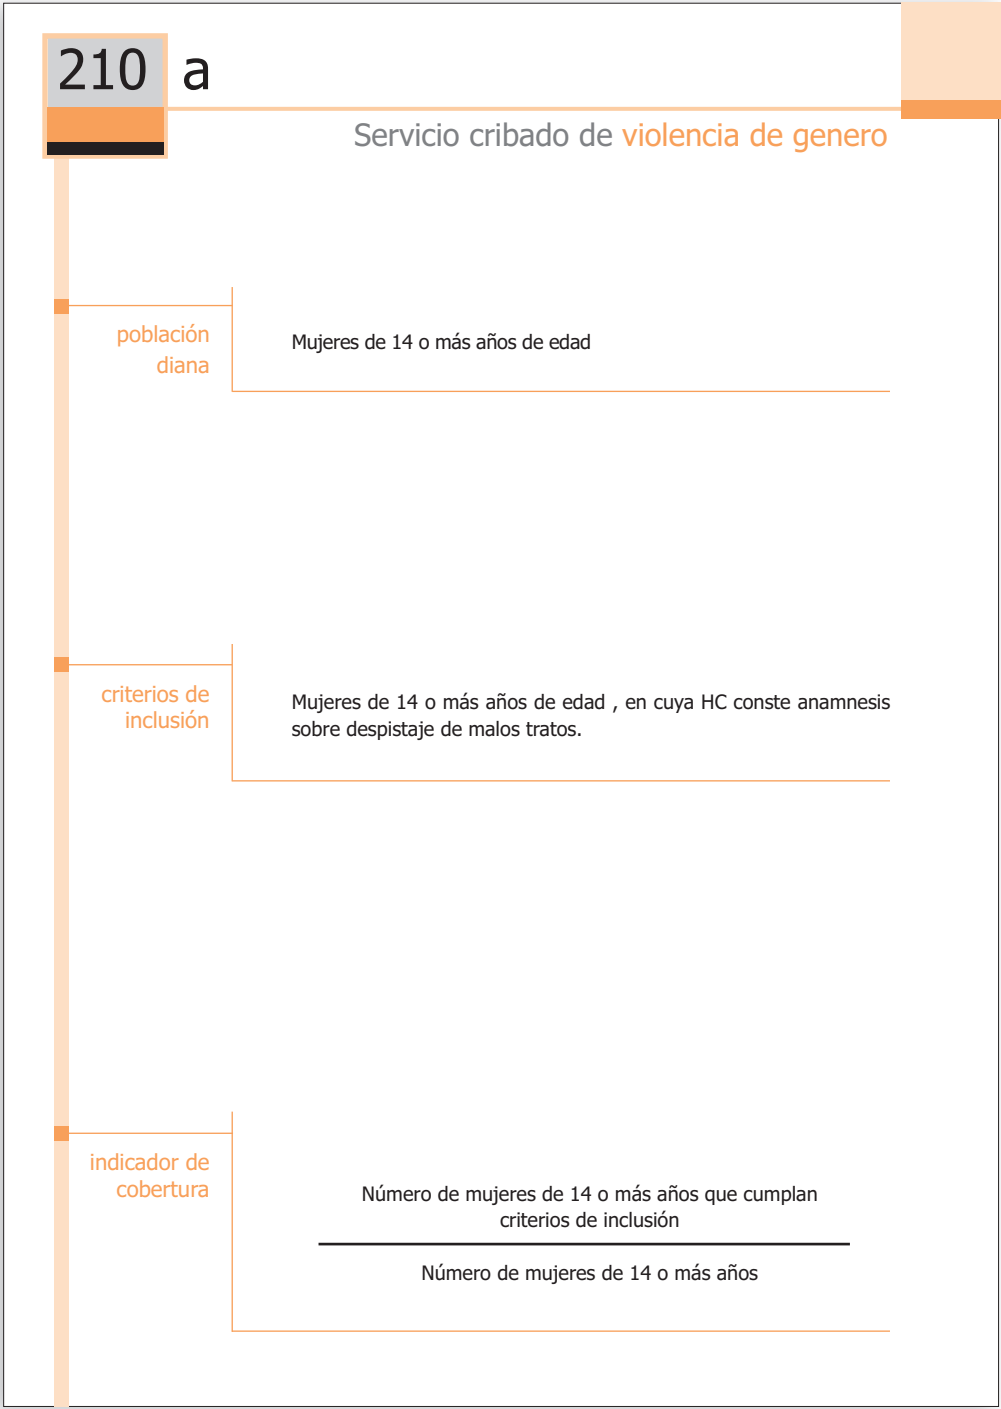 210 a
Servicio cribado de violencia de genero
población
diana
Mujeres de 14 o más años de edad
criterios de
inclusión
Mujeres de 14 o más años de edad , en cuya HC conste anamnesis
sobre despistaje de malos tratos.
indicador de
cobertura
Número de mujeres de 14 o más años que cumplan
criterios de inclusión
Número de mujeres de 14 o más años